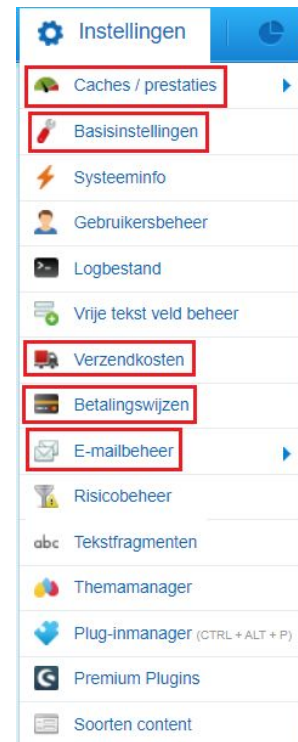 Instellingen
Caches / prestaties
Basisinstellingen
Systeeminfo
Gebruikersbeheer
Logbestand
Vrije tekst veld beheer
Verzendkosten
Betalingswijzen
E-mailbeheer
Risicobeheer
abc Tekstfragmenten
Themamanager
Plug-inmanager (CTRL + ALT + P)
Premium Plugins
Soorten content